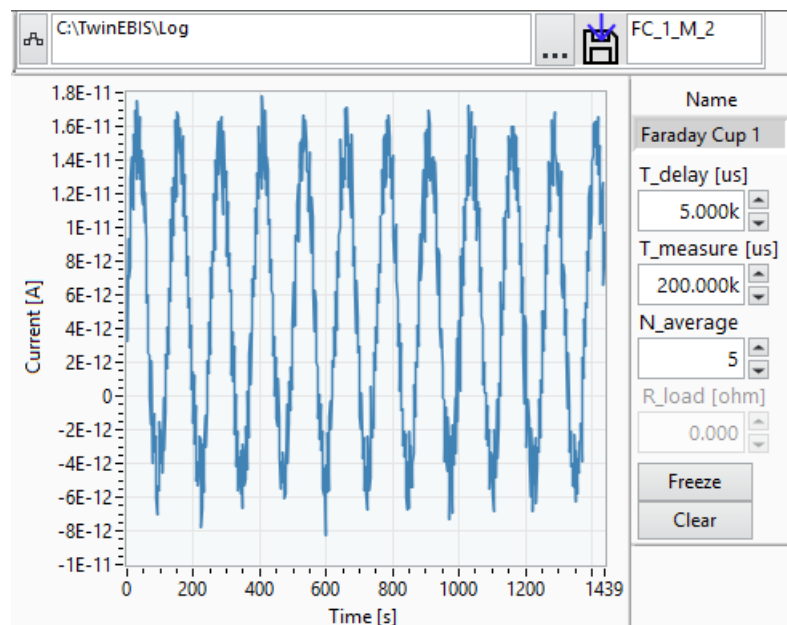 C:\TwinEBIS\Log
...
FC_1_M_2
1.8E-11
1.6E-11
1.4E-11
1.2E-11
1E-11
8E-12
6E-12
4E-12
2E-12
0
-2E-12
-4E-12
-6E-12
-8E-12
-1E-11
Current [A]
0 200 400 600 800 1000 1200 1439
Time [s]
Name
Faraday Cup 1
T_delay [us]
5.000k
T_measure [us]
200.000k
N_average
5
R_load [ohm]
0.000
Freeze
Clear